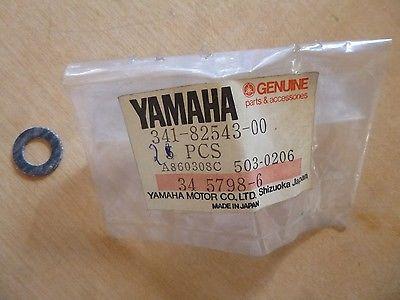 GENUINE
parts & accessories
YAMAHA
341-82543-00
PCS
A860308C 503-0206
34 5798-6
YAMAHA MOTOR CO., LTD. Shizuoka Japan
MADE IN JAPAN